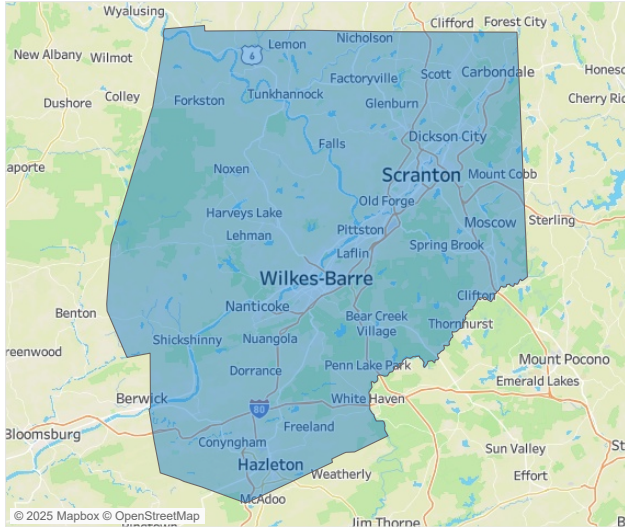 Wyalusing
Clifford
Forest City
Nicholson
Lemon
New Albany
Wilmot
6
Factoryville
Scott
Carbondale
Tunkhannock
Colley
Forkston
Glenburn
Dushore
Cherry Ric
Honesc
Falls
Dickson City
aporte
Noxen
Scranton
Mount Cobb
Old Forge
Harveys Lake
Moscow
Sterling
Pittston
Lehman
Spring Brook
Laflin
Wilkes-Barre
Clifton
Nanticoke
Benton
Bear Creek
Village
Thornhurst
Shickshinny
Nuangola
reenwood
Mount Pocono
Penn Lake Park
Dorrance
Emerald Lakes
Berwick
White Haven
80
Freeland
Bloomsburg
Conyngham
Sun Valley
St
Hazleton
Weatherly
Effort
McAdoo
© 2025 Mapbox © OpenStreetMap
Jim Thorpe
B